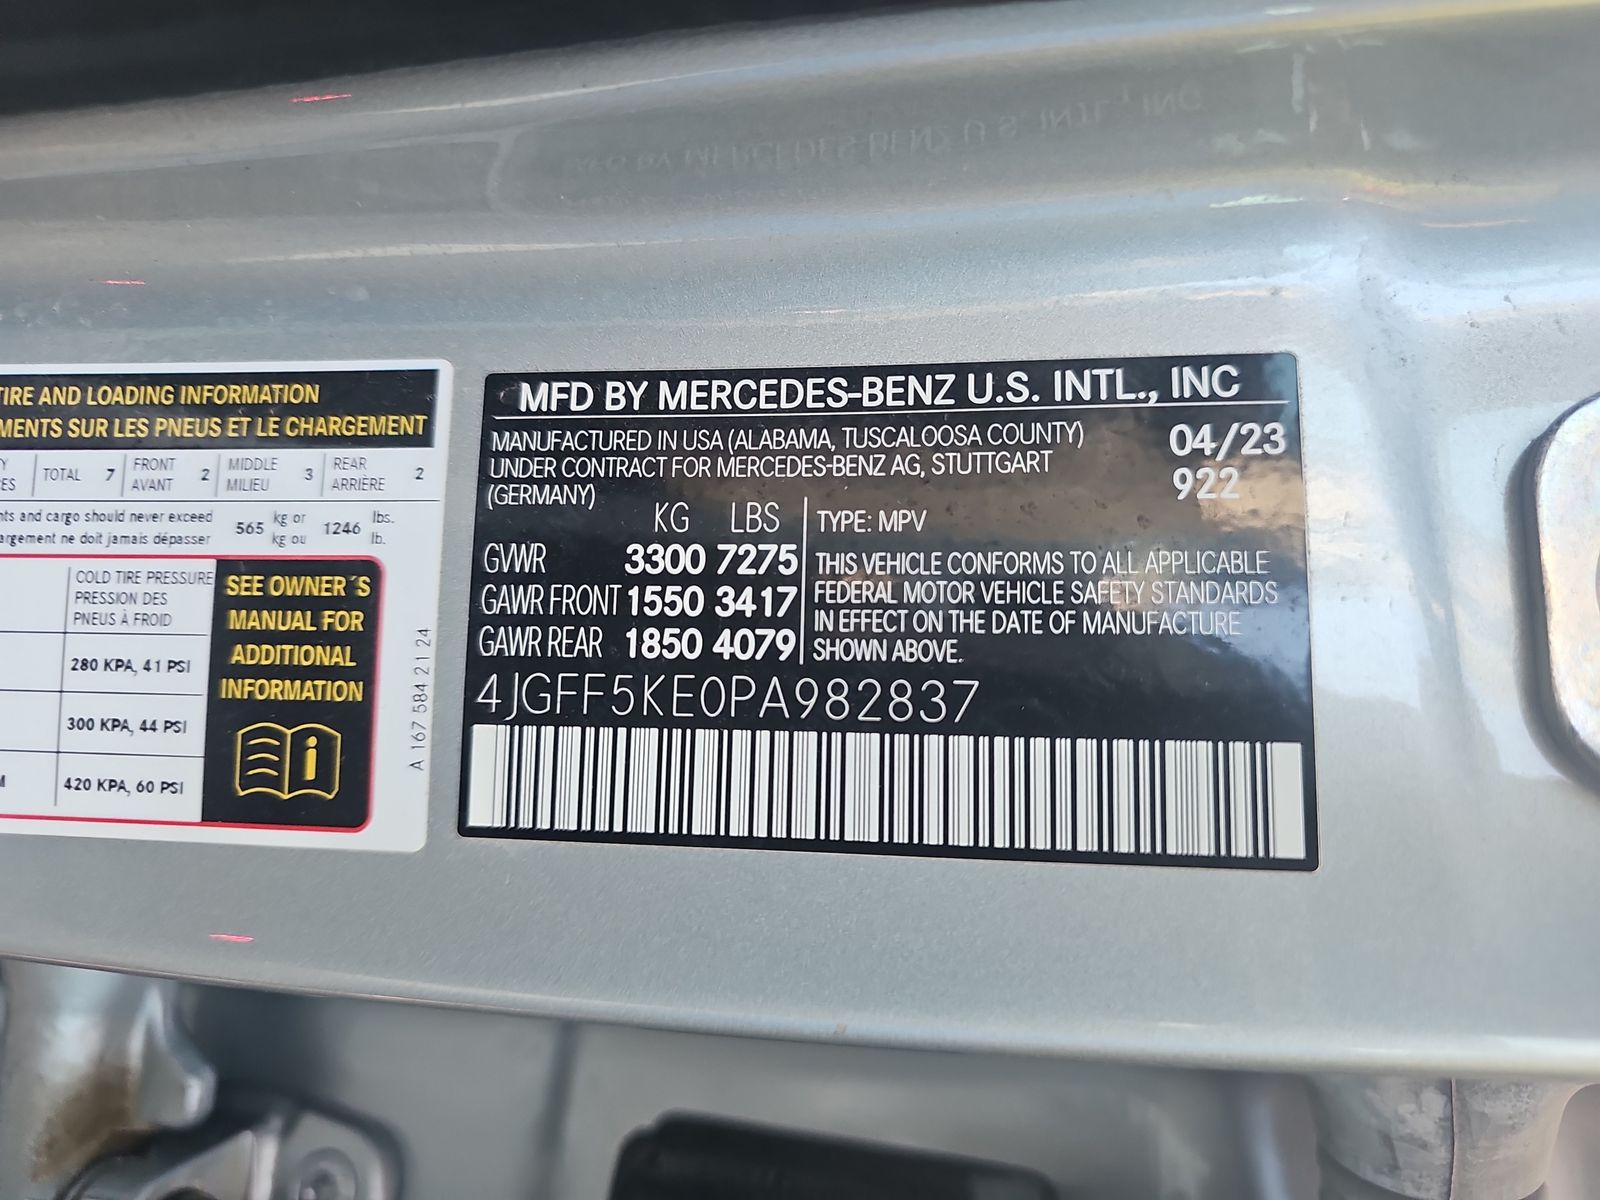 TIRE AND LOADING INFORMATION
SUR LES PNEUS ET LE CHARGEMENT
TOTAL 7 FRONT AVANT 2 MIDDLE MILIEU 3 REAR ARRIÈRE 2
and cargo should never exceed 565 kg or 1246 lbs.
ne doit jamais dépasser kg ou lb.
COLD TIRE PRESSURE
PRESSION DES
PNEUS À FROID
280 KPA, 41 PSI
300 KPA, 44 PSI
420 KPA, 60 PSI
SEE OWNER´S
MANUAL FOR
ADDITIONAL
INFORMATION
i
A 167 584 21 24
MFD BY MERCEDES-BENZ U.S. INTL., INC
MANUFACTURED IN USA (ALABAMA, TUSCALOOSA COUNTY) 04/23
UNDER CONTRACT FOR MERCEDES-BENZ AG, STUTTGART 922
(GERMANY)
KG LBS
GVWR 3300 7275
GAWR FRONT 1550 3417
GAWR REAR 1850 4079
TYPE: MPV
THIS VEHICLE CONFORMS TO ALL APPLICABLE
FEDERAL MOTOR VEHICLE SAFETY STANDARDS
IN EFFECT ON THE DATE OF MANUFACTURE
SHOWN ABOVE.
4JGFF5KE0PA982837